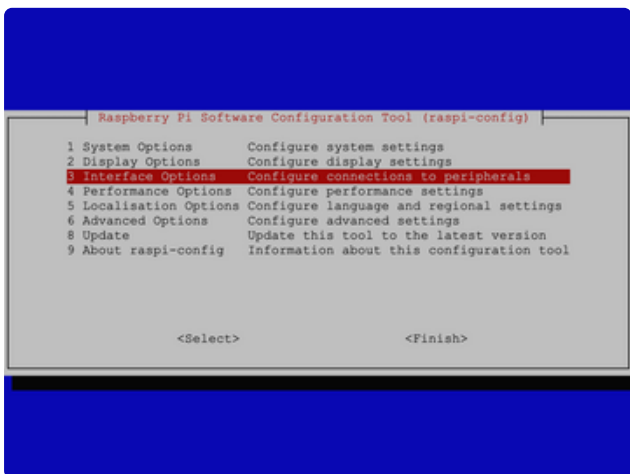 Raspberry Pi Software Configuration Tool (raspi-config)
1 System Options Configure system settings
2 Display Options Configure display settings
3 Interface Options Configure connections to peripherals
4 Performance Options Configure performance settings
5 Localisation Options Configure language and regional settings
6 Advanced Options Configure advanced settings
8 Update Update this tool to the latest version
9 About raspi-config Information about this configuration tool
<Select> <Finish>